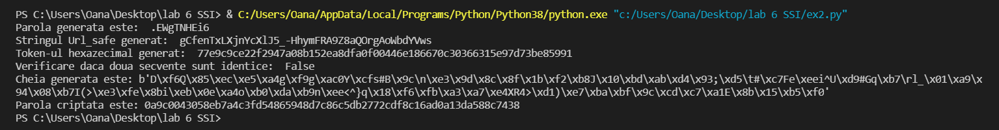 PS C:\Users\Oana\Desktop\lab 6 SSI> & C:/Users/Oana/AppData/Local/Programs/Python/Python38/python.exe "c:/Users/Oana/Desktop/lab 6 SSI/ex2.py"
Parola generata este:  .EWgTNHEi6
Stringul Url_safe generat:  gCfenTxLXjnYcXlJ5_-HhymFRA9Z8aQOrgAoWbdYVws
Token-ul hexazecimal generat:  77e9c9ce22f2947a08b152ea8dfa0f00446e186670c30366315e97d73be85991
Verificare daca doua secvente sunt identice:  False
Cheia generata este: b'D\xf6Q\x85\xec\xe5\xa4g\xf9g\xac0Y\xcfs#B\x9c\n\xe3\x9d\x8c\x8f\x1b\xf2\xb8J\x10\xbd\xab\xd4\x93;\xd5\t#\xc7Fe\xeei^U\xd9#Gq\xb7\rl_\x01\xa9\x
94\x08\xb7I(>\xe3\xfe\x8bi\xeb\x0e\xa4o\xb0\xda\xb9n\xee<^}q\x18\xf6\xfb\xa3\xa7\xe4XR4>\xd1)\xe7\xba\xbf\x9c\xcd\xc7\xa1E\x8b\x15\xb5\xf0'
Parola criptata este: 0a9c0043058eb7a4c3fd54865948d7c86c5db2772cdf8c16ad0a13da588c7438
PS C:\Users\Oana\Desktop\lab 6 SSI>